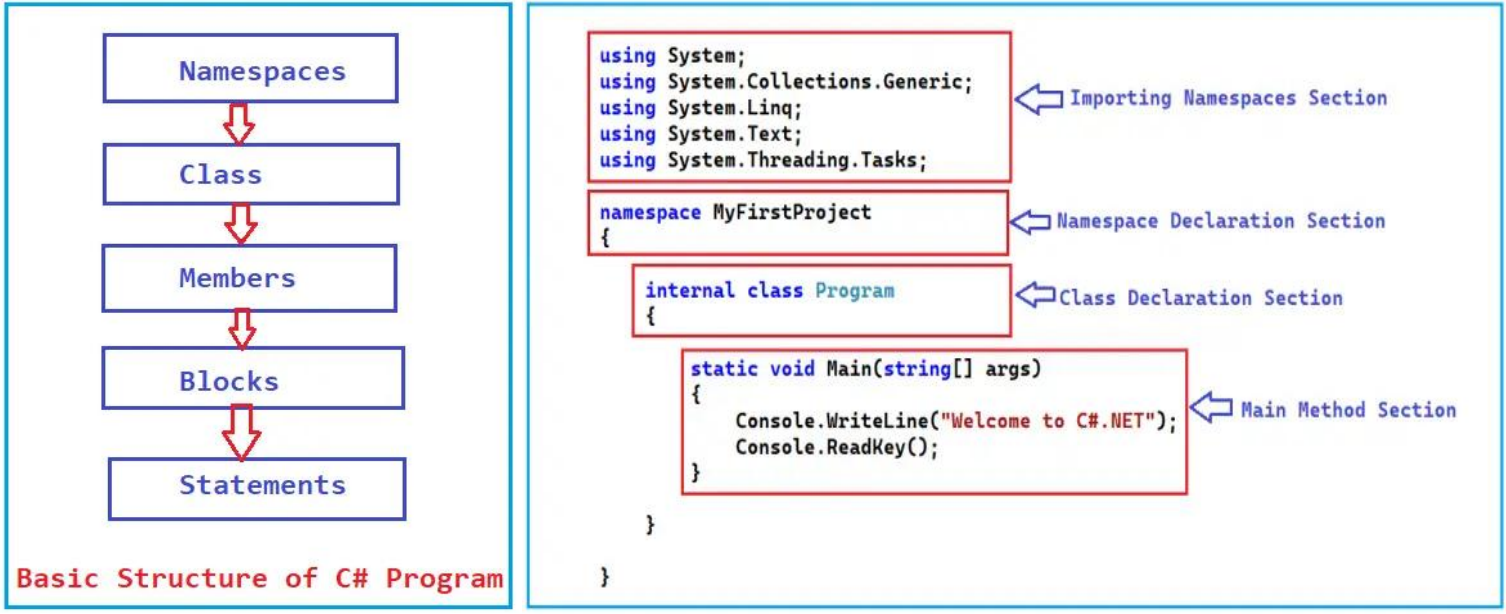 Namespaces
Class
Members
Blocks
Statements
Basic Structure of C# Program
using System;
using System.Collections.Generic;
using System.Linq;
using System.Text;
using System.Threading.Tasks;
Importing Namespaces Section
namespace MyFirstProject
{
Namespace Declaration Section
internal class Program
{
Class Declaration Section
static void Main(string[] args)
{
Console.WriteLine("Welcome to C#.NET");
Console.ReadKey();
}
Main Method Section
}
}